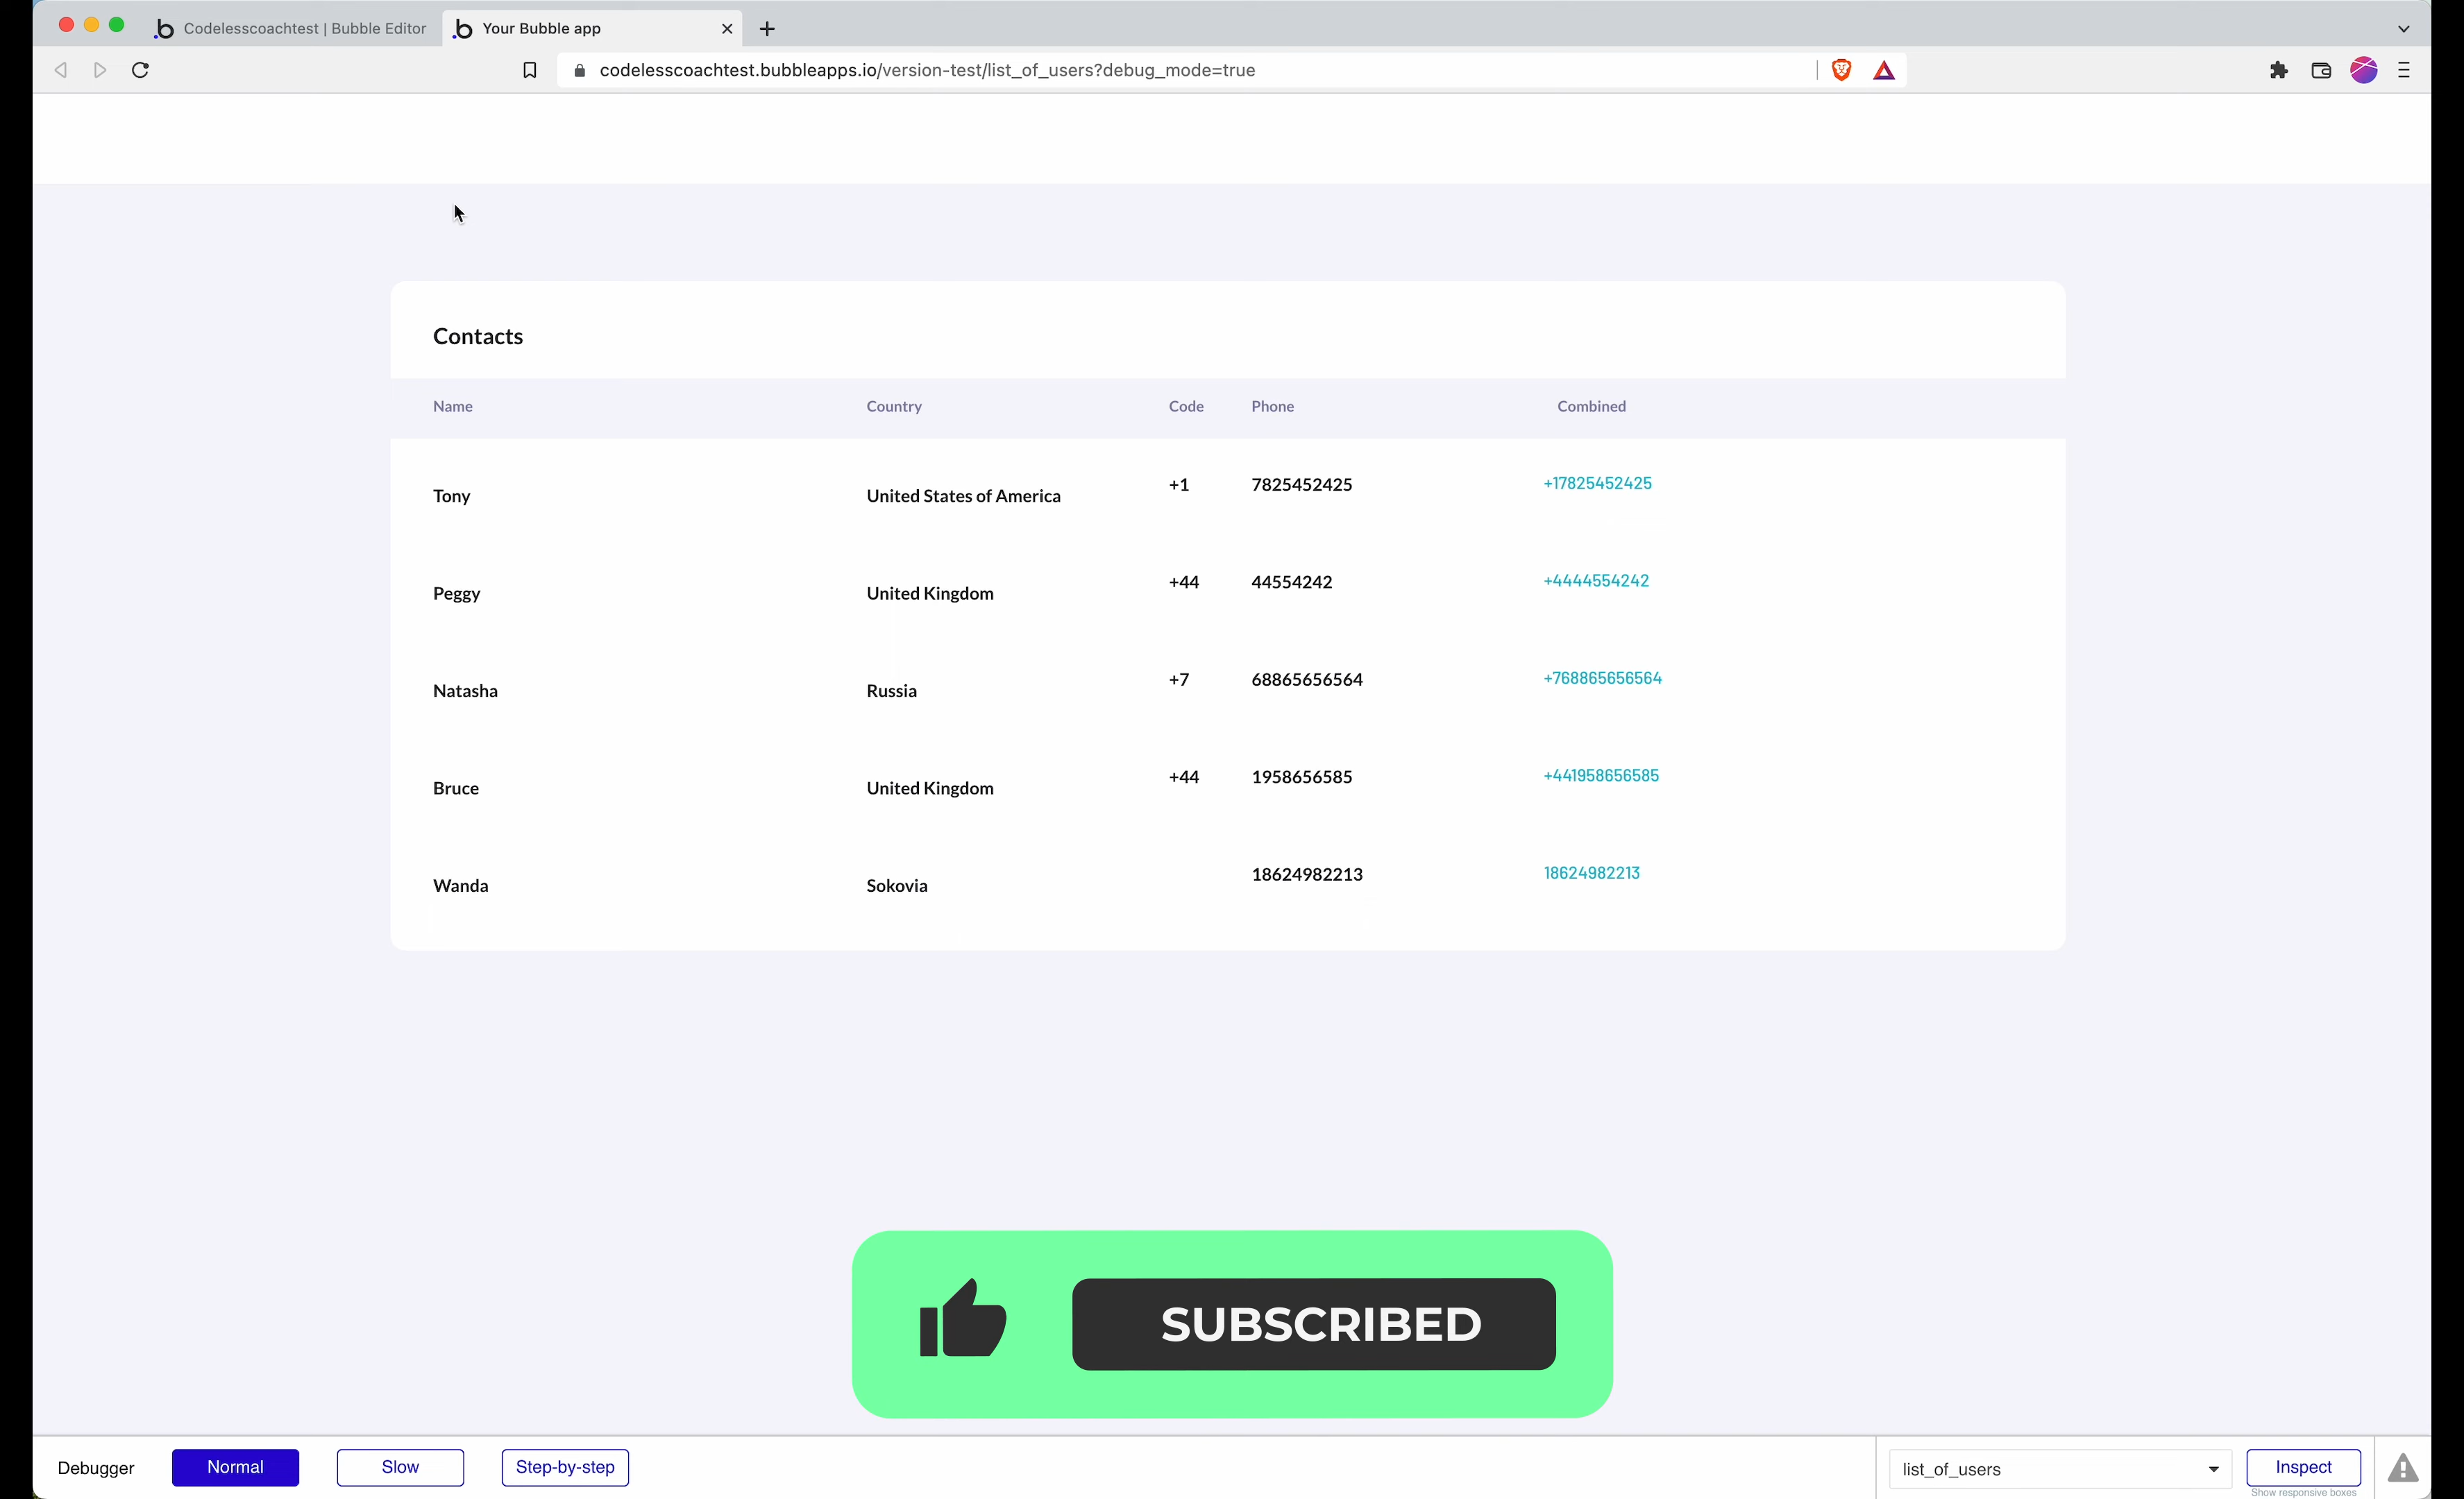 Codelesscoachtest | Bubble Editor
Your Bubble app
codelesscoachtest.bubbleapps.io/version-test/list_of_users?debug_mode=true
Contacts
Name Country Code Phone Combined
Tony United States of America +1 7825452425 +17825452425
Peggy United Kingdom +44 44554242 +4444554242
Natasha Russia +7 68865656564 +768865656564
Bruce United Kingdom +44 1958656585 +441958656585
Wanda Sokovia 18624982213 18624982213
SUBSCRIBED
Debugger Normal Slow Step-by-step list_of_users Inspect
Show responsive boxes